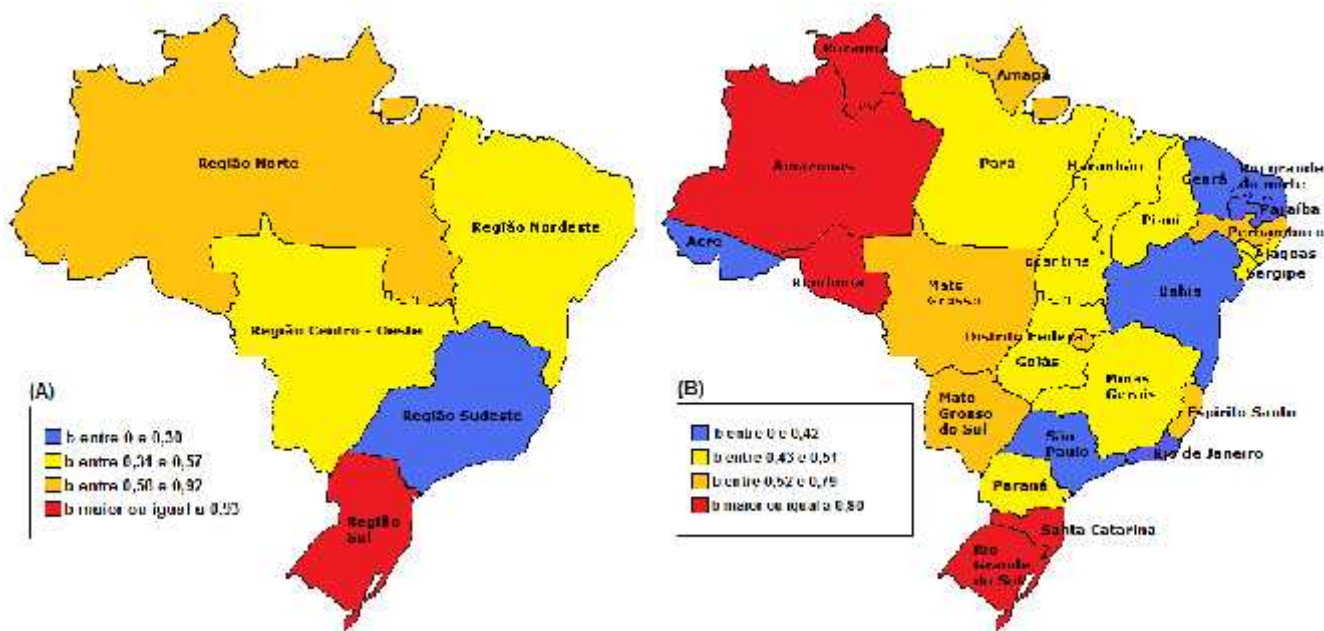 Região Norte
Região Nordeste
Região Centro - Oeste
Região Sudeste
Região
Sul
(A)
b entre 0 e 0,30
b entre 0,31 e 0,57
b entre 0,58 e 0,92
b maior ou igual a 0,93
Roraima
Amapá
Amazonas
Pará
Maranhão
Ceará
Rio grande
do norte
Paraíba
Piauí
Pernambuco
Alagoas
Sergipe
Acre
Rondonia
Mato
Grosso
Tocantins
Bahia
Distrito Federal
Goiás
Minas
Gerais
Mato
Grosso
do Sul
Espirito Santo
São
Paulo
Rio de Janeiro
Paraná
Santa Catarina
Rio
Grande
do Sul
(B)
b entre 0 e 0,42
b entre 0,43 e 0,51
b entre 0,52 e 0,79
b maior ou igual a 0,80